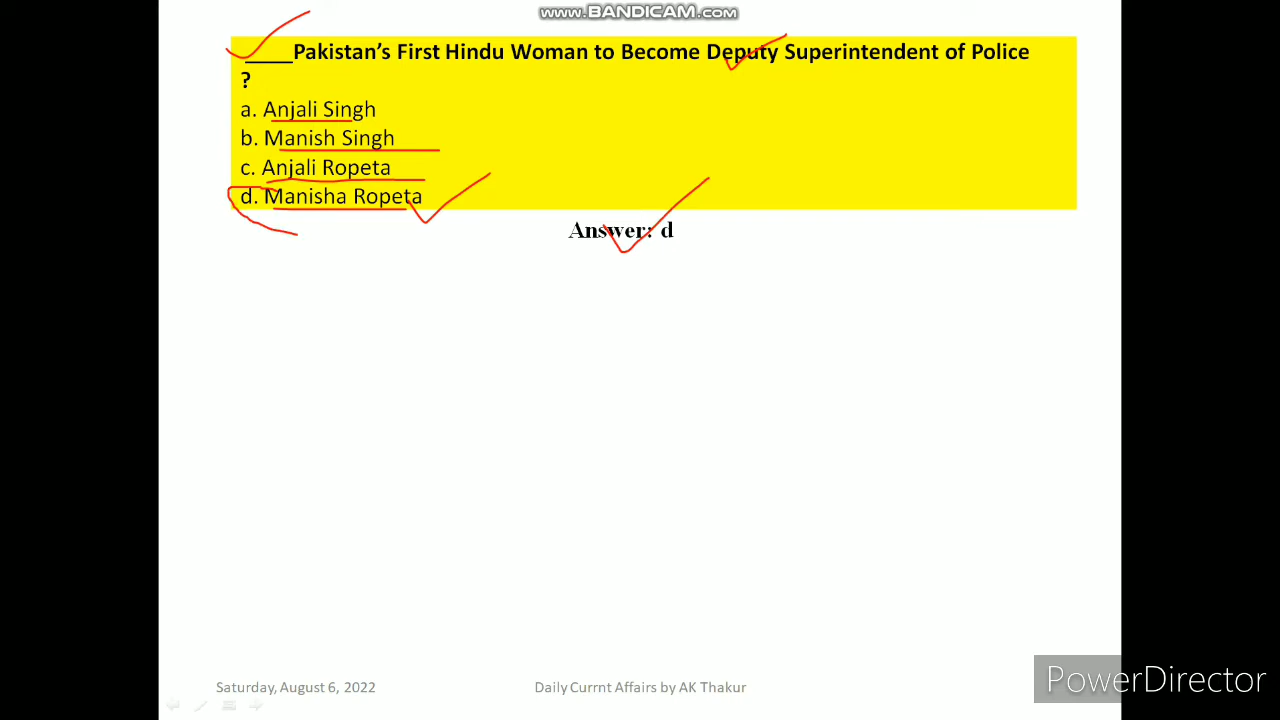 www.BANDICAM.com
____Pakistan's First Hindu Woman to Become Deputy Superintendent of Police
?
a. Anjali Singh
b. Manish Singh
c. Anjali Ropeta
d. Manisha Ropeta
Answer: d
Saturday, August 6, 2022
Daily Currnt Affairs by AK Thakur
PowerDirector